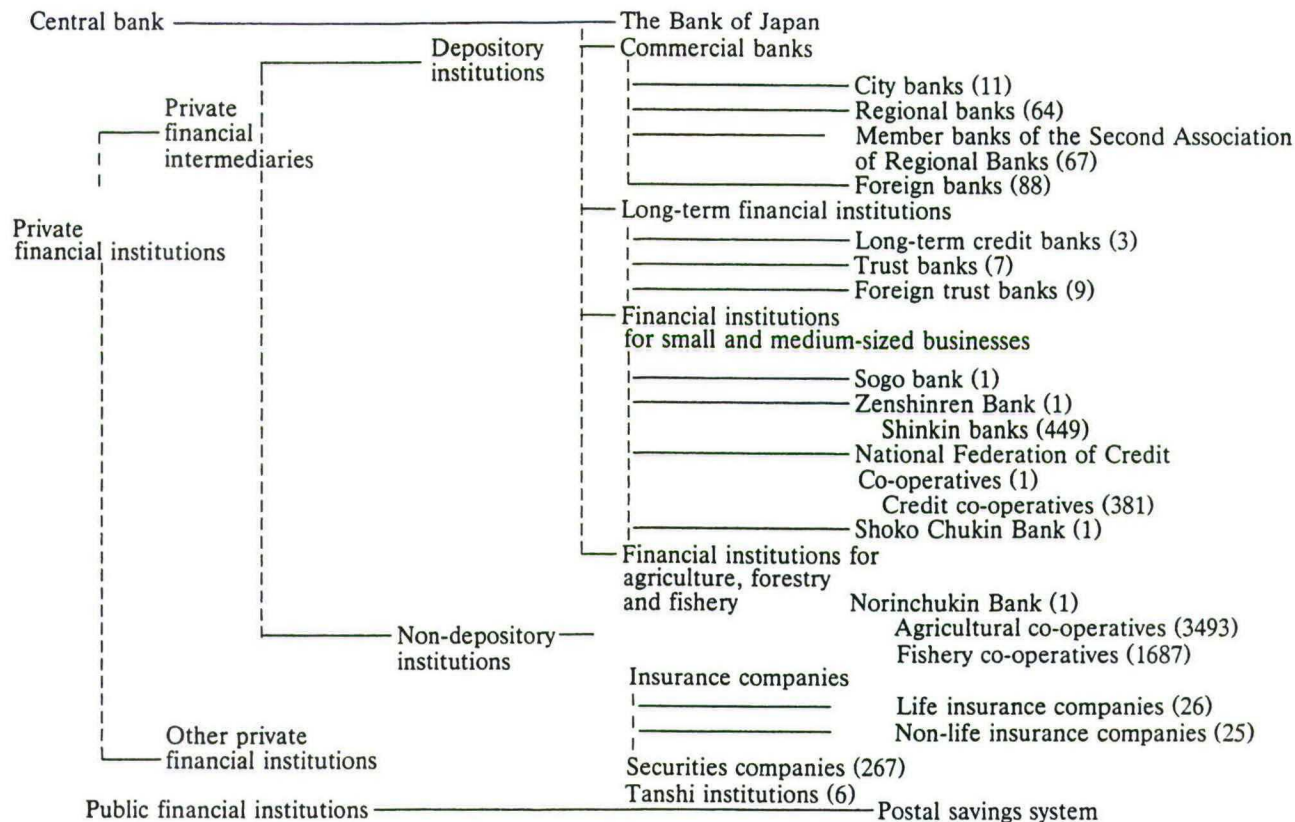 Central bank
The Bank of Japan
Depository
institutions
Commercial banks
City banks (11)
Regional banks (64)
Member banks of the Second Association
of Regional Banks (67)
Foreign banks (88)
Private
financial
intermediaries
Long-term financial institutions
Long-term credit banks (3)
Trust banks (7)
Foreign trust banks (9)
Private
financial institutions
Financial institutions
for small and medium-sized businesses
Sogo bank (1)
Zenshinren Bank (1)
Shinkin banks (449)
National Federation of Credit
Co-operatives (1)
Credit co-operatives (381)
Shoko Chukin Bank (1)
Financial institutions for
agriculture, forestry
and fishery
Norinchukin Bank (1)
Agricultural co-operatives (3493)
Fishery co-operatives (1687)
Non-depository
institutions
Insurance companies
Life insurance companies (26)
Non-life insurance companies (25)
Other private
financial institutions
Securities companies (267)
Tanshi institutions (6)
Public financial institutions
Postal savings system